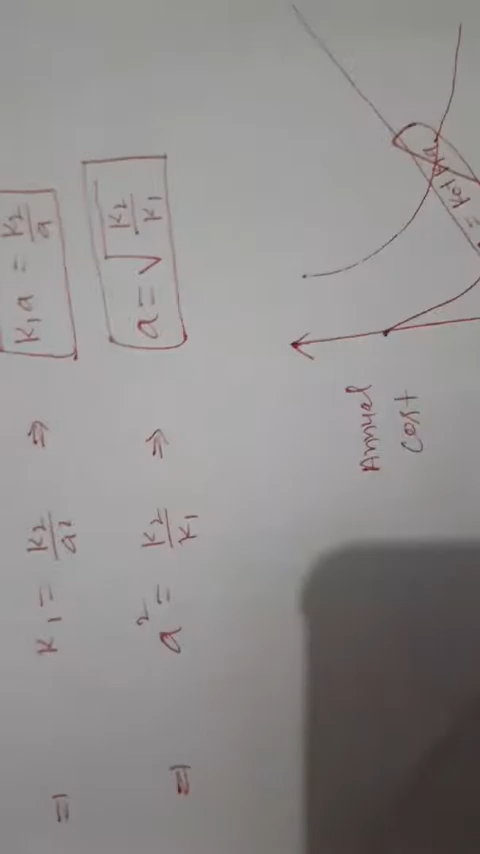 = K₁ = K₂/a² ⇒ K₁a = K₂/a
= a² = K₂/K₁ ⇒ a = √(K₂/K₁)
Annual
Cost